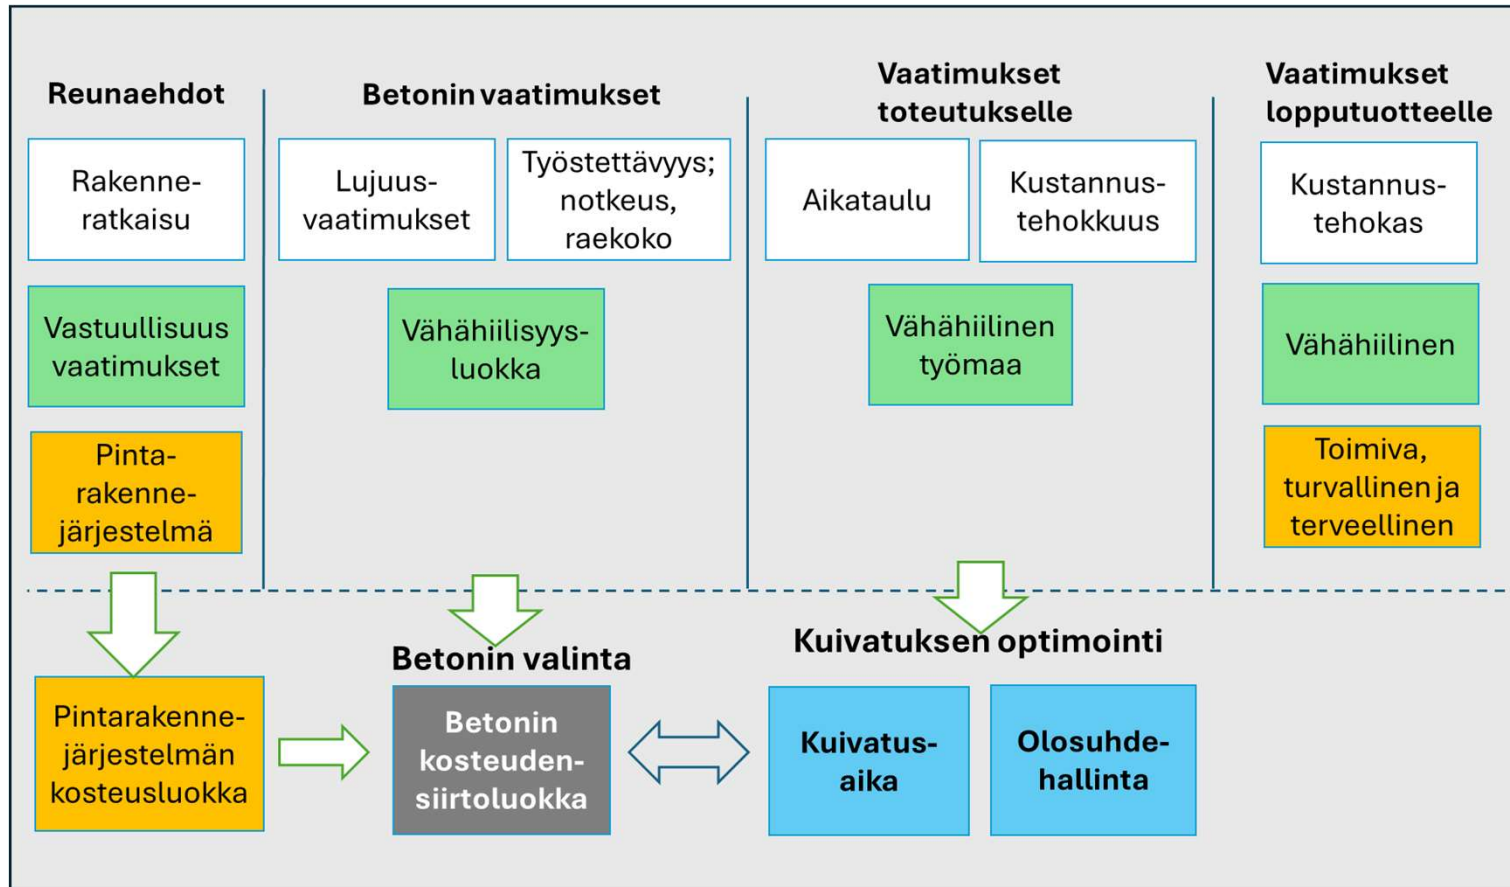 Reunaehdot
Rakenne-
ratkaisu
Vastuullisuus
vaatimukset
Pinta-
rakenne-
järjestelmä
Betonin vaatimukset
Lujuus-
vaatimukset
Työstettävyys;
notkeus,
raekoko
Vähähiilisyys-
luokka
Vaatimukset
toteutukselle
Aikataulu
Kustannus-
tehokkuus
Vähähiilinen
työmaa
Vaatimukset
lopputuotteelle
Kustannus-
tehokas
Vähähiilinen
Toimiva,
turvallinen ja
terveellinen
Pintarakenne-
järjestelmän
kosteusluokka
Betonin valinta
Betonin
kosteuden-
siirtoluokka
Kuivatuksen optimointi
Kuivatus-
aika
Olosuhde-
hallinta